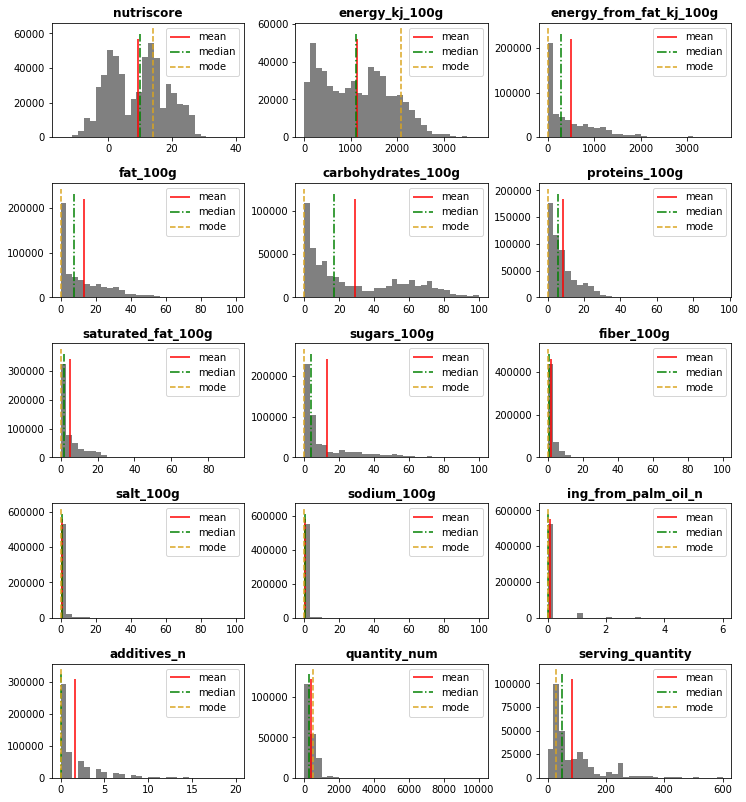 nutriscore energy_kj_100g energy_from_fat_kj_100g
60000 60000
mean mean 200000 mean
median median median
40000 mode 40000 mode mode
100000
20000 20000
0 0 0
0 20 40 0 1000 2000 3000 0 1000 2000 3000
fat_100g carbohydrates_100g proteins_100g
mean mean 200000 mean
200000 median 100000 median 150000 median
mode mode mode
100000 50000 100000
50000
0 0 0
0 20 40 60 80 100 0 20 40 60 80 100 0 20 40 60 80 100
saturated_fat_100g sugars_100g fiber_100g
mean mean mean
300000 median 200000 median 400000 median
mode mode mode
200000
100000 200000
100000
0 0 0
0 20 40 60 80 0 20 40 60 80 100 0 20 40 60 80 100
salt_100g sodium_100g ing_from_palm_oil_n
600000 mean 600000 mean 600000 mean
median median median
400000 mode 400000 mode 400000 mode
200000 200000 200000
0 0 0
0 20 40 60 80 100 0 20 40 60 80 100 0 2 4 6
additives_n quantity_num serving_quantity
mean mean mean
300000 median median 100000 median
mode 100000 mode 75000 mode
200000
50000 50000
100000 25000
0 0 0
0 5 10 15 20 0 2000 4000 6000 8000 10000 0 200 400 600